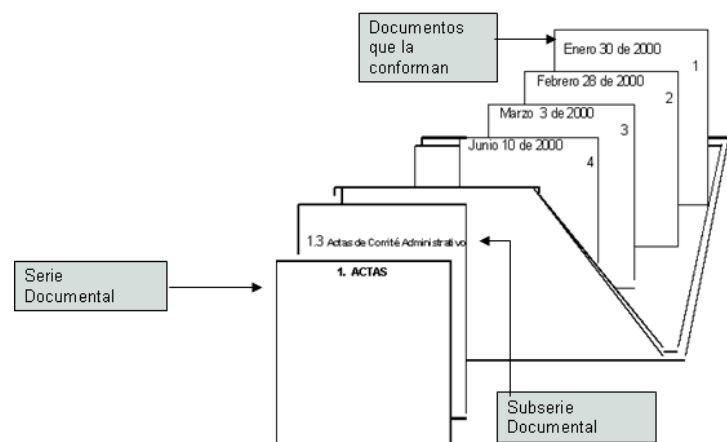 Documentos
que la
conforman
Enero 30 de 2000
1
Febrero 28 de 2000
2
Marzo 3 de 2000
3
Junio 10 de 2000
4
1.3 Actas de Comité Administrativo
Serie
Documental
1. ACTAS
Subserie
Documental